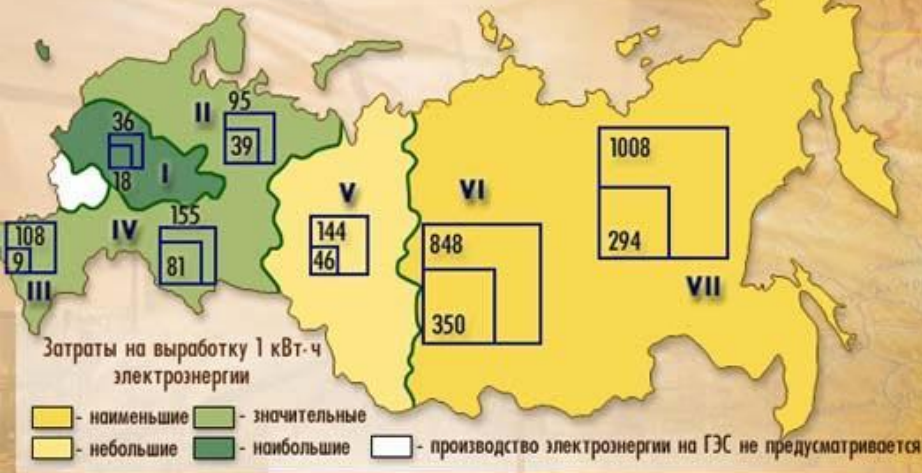 II
95
39
36
18
I
155
81
IV
108
9
III
V
144
46
VI
848
350
1008
294
VII
Затраты на выработку 1 кВт·ч
электроэнергии
- наименьшие
- значительные
- небольшие
- наибольшие
- производство электроэнергии на ГЭС не предусматривается